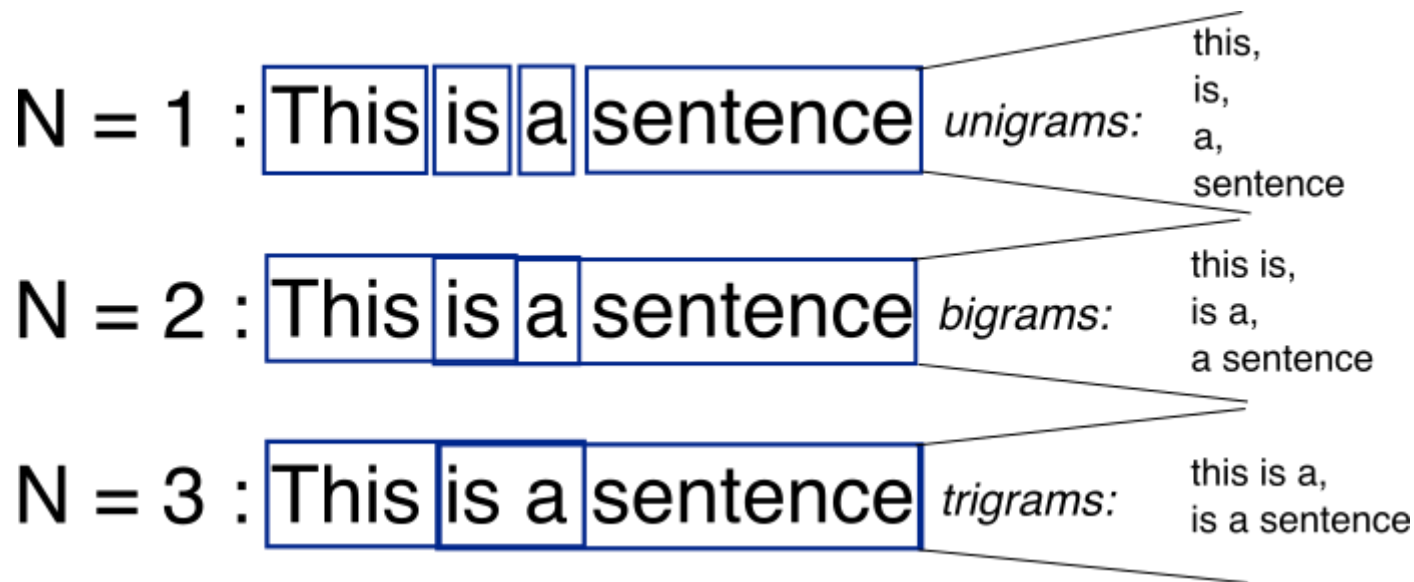 N = 1 : This is a sentence unigrams:
this,
is,
a,
sentence
N = 2 : This is a sentence bigrams:
this is,
is a,
a sentence
N = 3 : This is a sentence trigrams:
this is a,
is a sentence